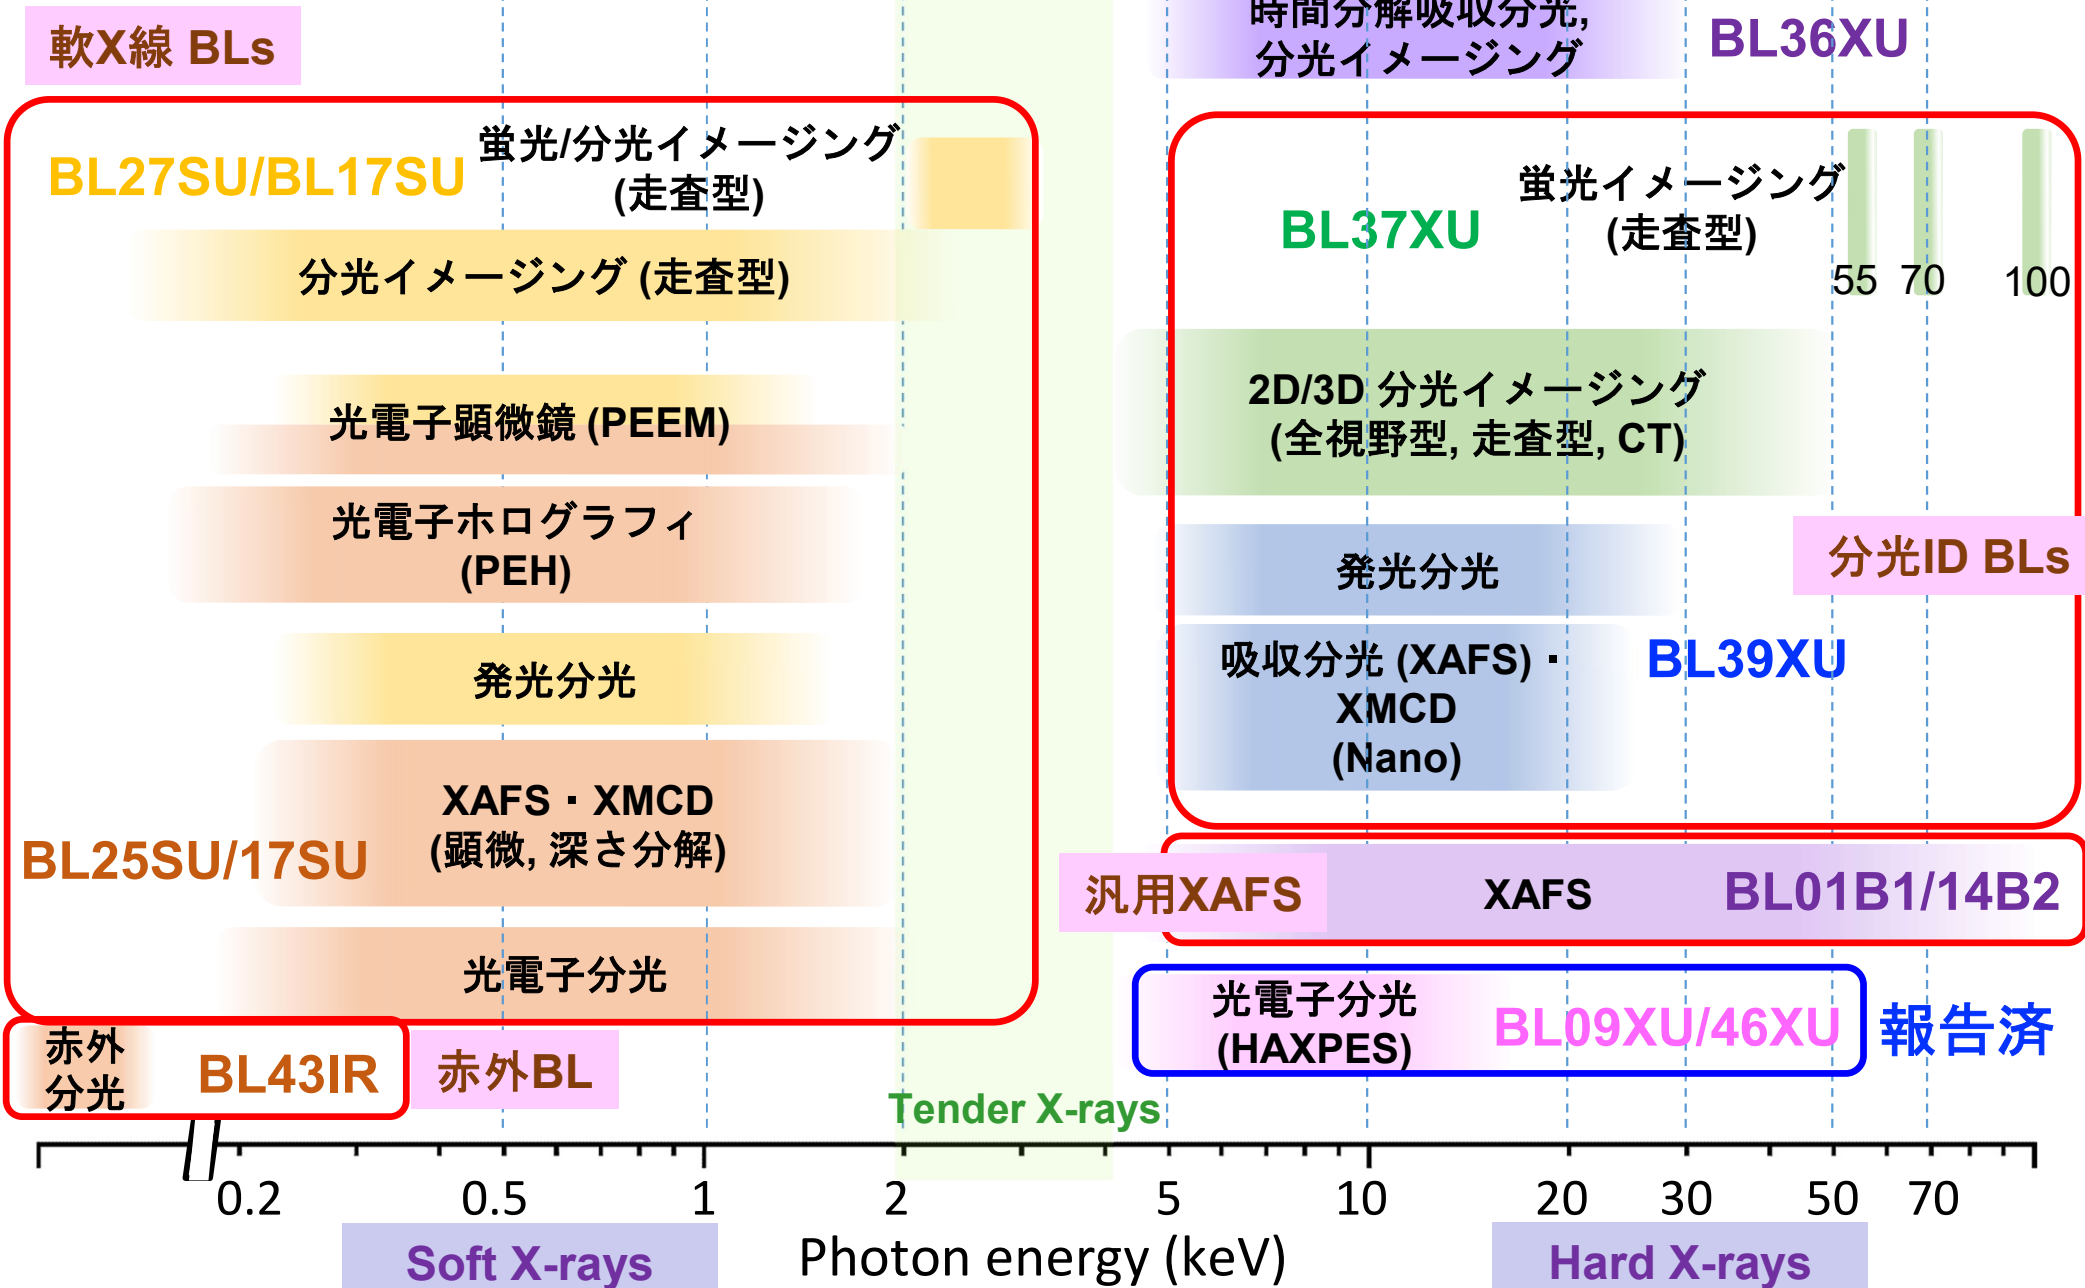 軟X線 BLs
時間分解吸収分光,
分光イメージング
BL36XU
BL27SU/BL17SU
蛍光/分光イメージング
(走査型)
分光イメージング (走査型)
光電子顕微鏡 (PEEM)
光電子ホログラフィ
(PEH)
発光分光
XAFS・XMCD
(顕微, 深さ分解)
BL25SU/17SU
光電子分光
赤外
分光
BL43IR
赤外BL
BL37XU
蛍光イメージング
(走査型)
55 70 100
2D/3D 分光イメージング
(全視野型, 走査型, CT)
発光分光
分光ID BLs
吸収分光 (XAFS)・
XMCD
(Nano)
BL39XU
汎用XAFS
XAFS
BL01B1/14B2
光電子分光
(HAXPES)
BL09XU/46XU
報告済
Tender X-rays
0.2 0.5 1 2 5 10 20 30 50 70
Soft X-rays
Photon energy (keV)
Hard X-rays